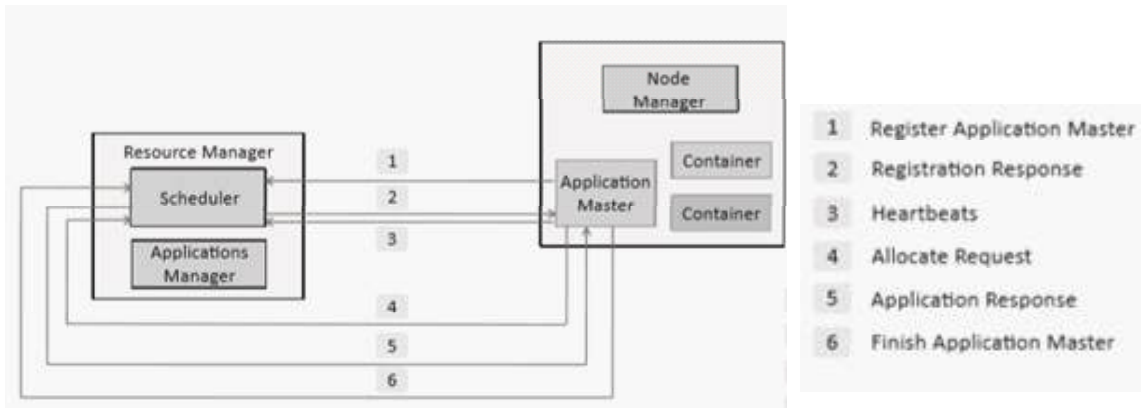 Node
Manager
Resource Manager
Scheduler
Applications
Manager
1
2
3
4
5
6
Application
Master
Container
Container
1 Register Application Master
2 Registration Response
3 Heartbeats
4 Allocate Request
5 Application Response
6 Finish Application Master